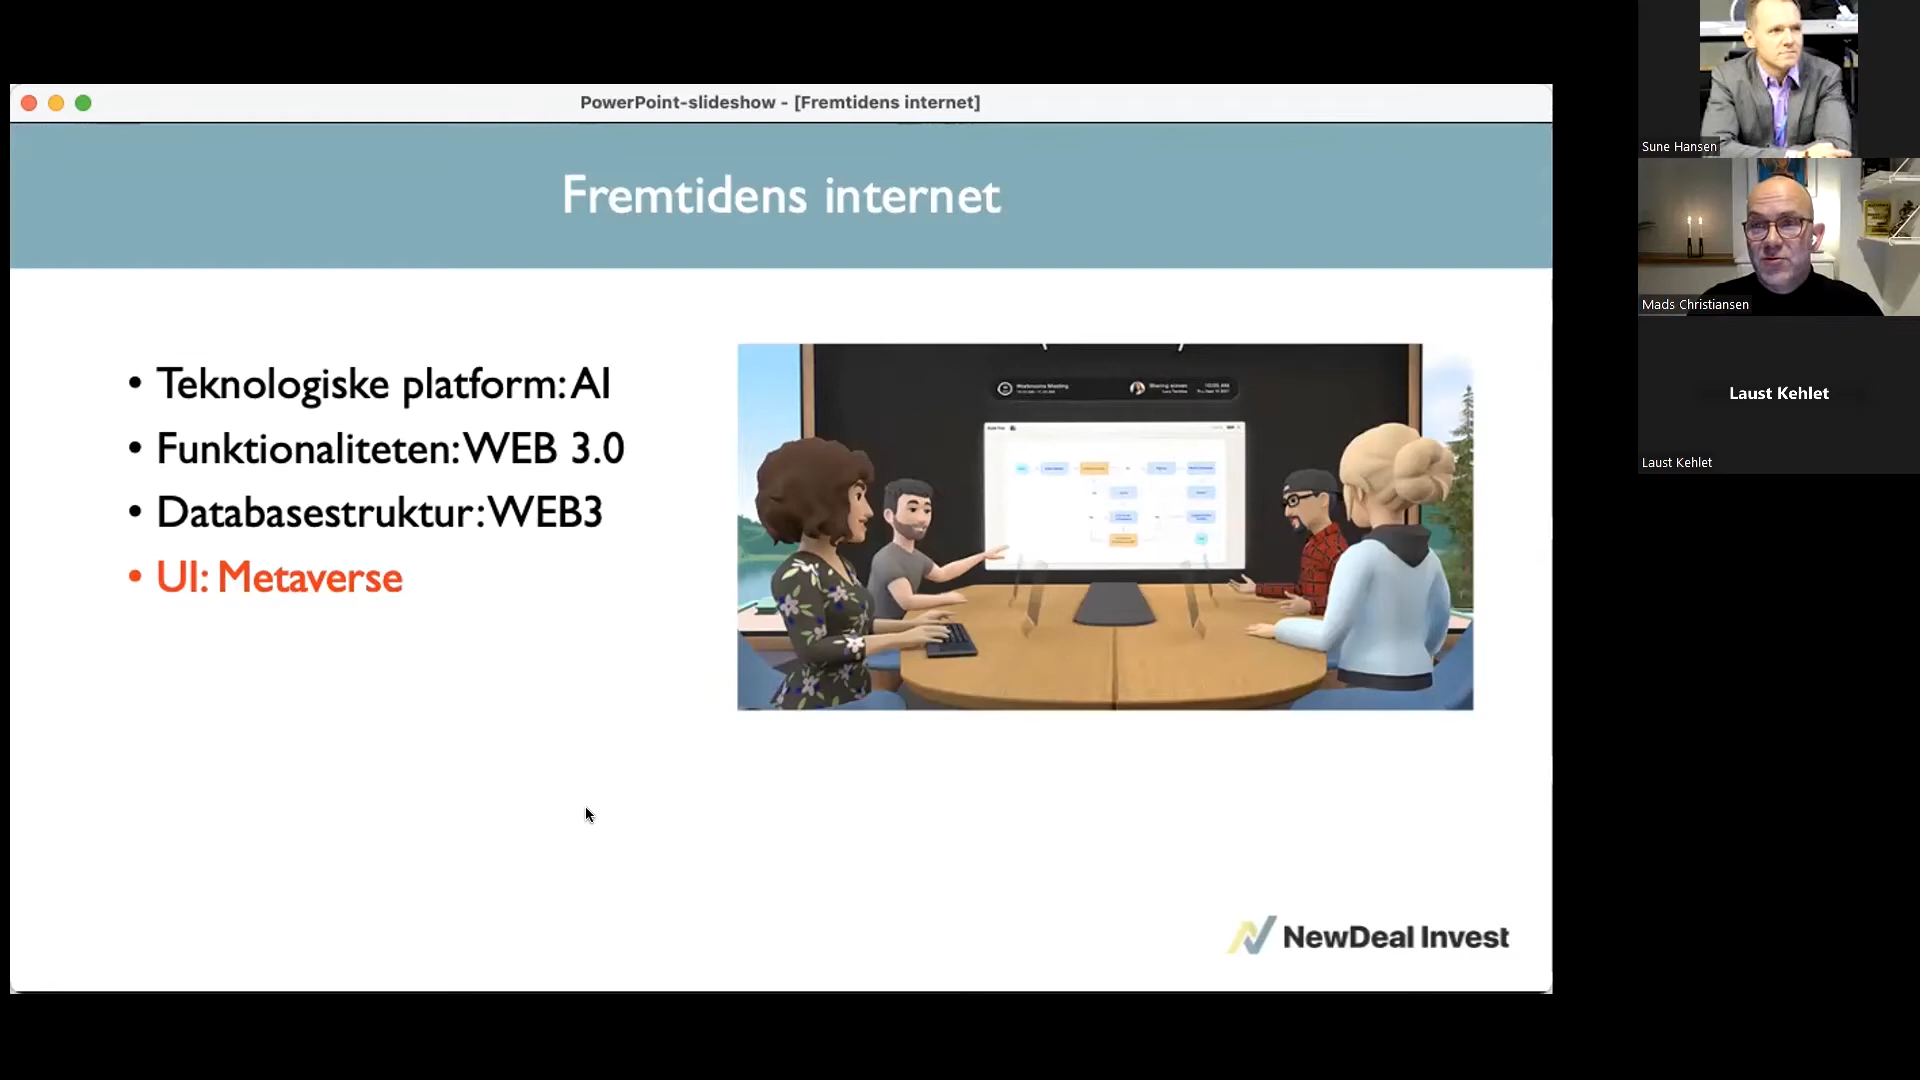 PowerPoint-slideshow - [Fremtidens internet]
Fremtidens internet
• Teknologiske platform: AI
• Funktionaliteten: WEB 3.0
• Databasestruktur: WEB3
• UI: Metaverse
NewDeal Invest
Sune Hansen
Mads Christiansen
Laust Kehlet
Laust Kehlet